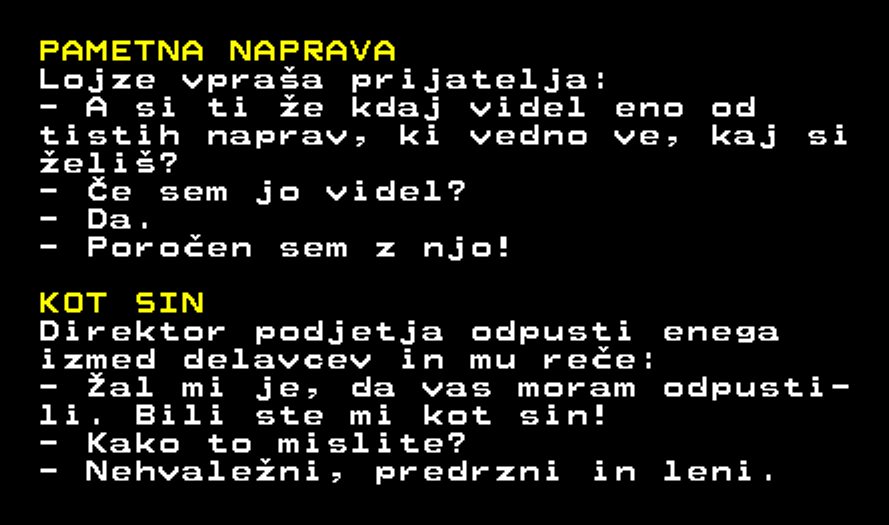 PAMETNA NAPRAVA
Lojze vpraša prijatelja:
- A si ti že kdaj videl eno od
tistih naprav, ki vedno ve, kaj si
želiš?
- Če sem jo videl?
- Da.
- Poročen sem z njo!
KOT SIN
Direktor podjetja odpusti enega
izmed delavcev in mu reče:
- Žal mi je, da vas moram odpusti-
li. Bili ste mi kot sin!
- Kako to mislite?
- Nehvaležni, predrzni in leni.